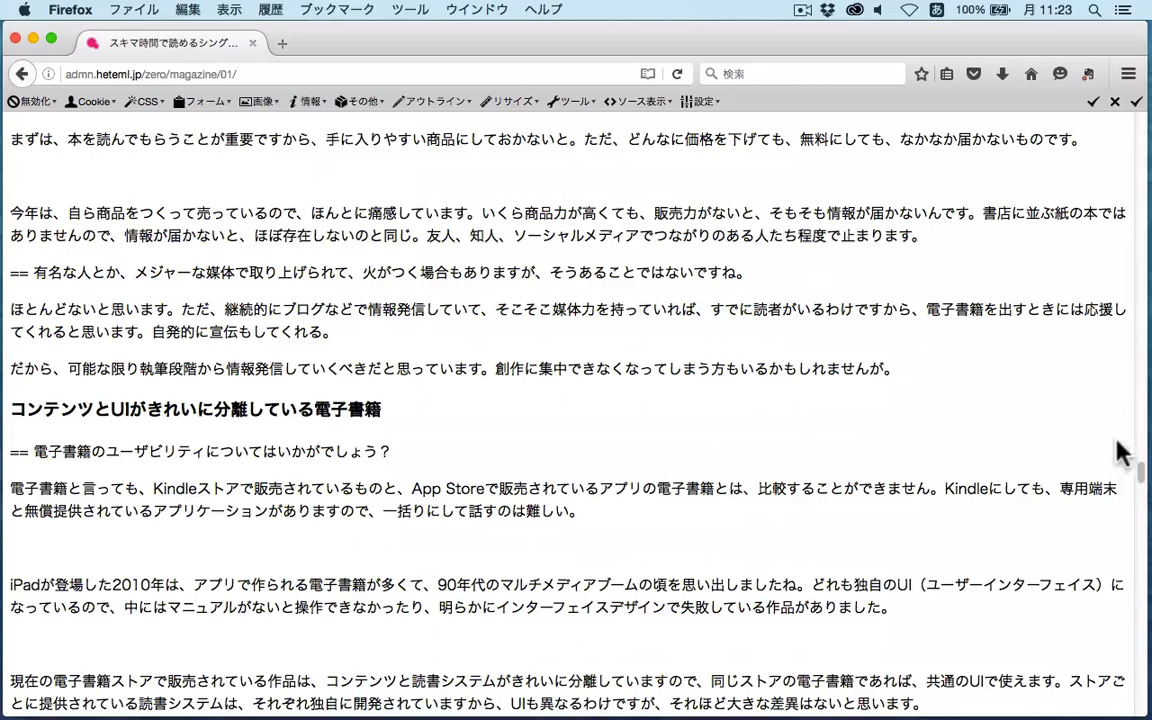 Firefox ファイル 編集 表示 履歴 ブックマーク ツール ウインドウ ヘルプ あ 100% 月 11:23
スキマ時間で読めるシング...
admn.heteml.jp/zero/magazine/01/ 検索
無効化 Cookie CSS フォーム 画像 情報 その他 アウトライン リサイズ ツール ソース表示 設定
まずは、本を読んでもらうことが重要ですから、手に入りやすい商品にしておかないと。ただ、どんなに価格を下げても、無料にしても、なかなか届かないものです。
今年は、自ら商品をつくって売っているので、ほんとに痛感しています。いくら商品力が高くても、販売力がないと、そもそも情報が届かないんです。書店に並ぶ紙の本では
ありませんので、情報が届かないと、ほぼ存在しないのと同じ。友人、知人、ソーシャルメディアでつながりのある人たち程度で止まります。
== 有名な人とか、メジャーな媒体で取り上げられて、火がつく場合もありますが、そうあることではないですね。
ほとんどないと思います。ただ、継続的にブログなどで情報発信していて、そこそこ媒体力を持っていれば、すでに読者がいるわけですから、電子書籍を出すときには応援し
てくれると思います。自発的に宣伝もしてくれる。
だから、可能な限り執筆段階から情報発信していくべきだと思っています。創作に集中できなくなってしまう方もいるかもしれませんが。
コンテンツとUIがきれいに分離している電子書籍
== 電子書籍のユーザビリティについてはいかがでしょう？
電子書籍と言っても、Kindleストアで販売されているものと、App Storeで販売されているアプリの電子書籍とは、比較することができません。Kindleにしても、専用端末
と無償提供されているアプリケーションがありますので、一括りにして話すのは難しい。
iPadが登場した2010年は、アプリで作られる電子書籍が多くて、90年代のマルチメディアブームの頃を思い出しましたね。どれも独自のUI（ユーザーインターフェイス）に
なっているので、中にはマニュアルがないと操作できなかったり、明らかにインターフェイスデザインで失敗している作品がありました。
現在の電子書籍ストアで販売されている作品は、コンテンツと読書システムがきれいに分離していますので、同じストアの電子書籍であれば、共通のUIで使えます。ストアご
とに提供されている読書システムは、それぞれ独自に開発されていますから、UIも異なるわけですが、それほど大きな差異はないと思います。